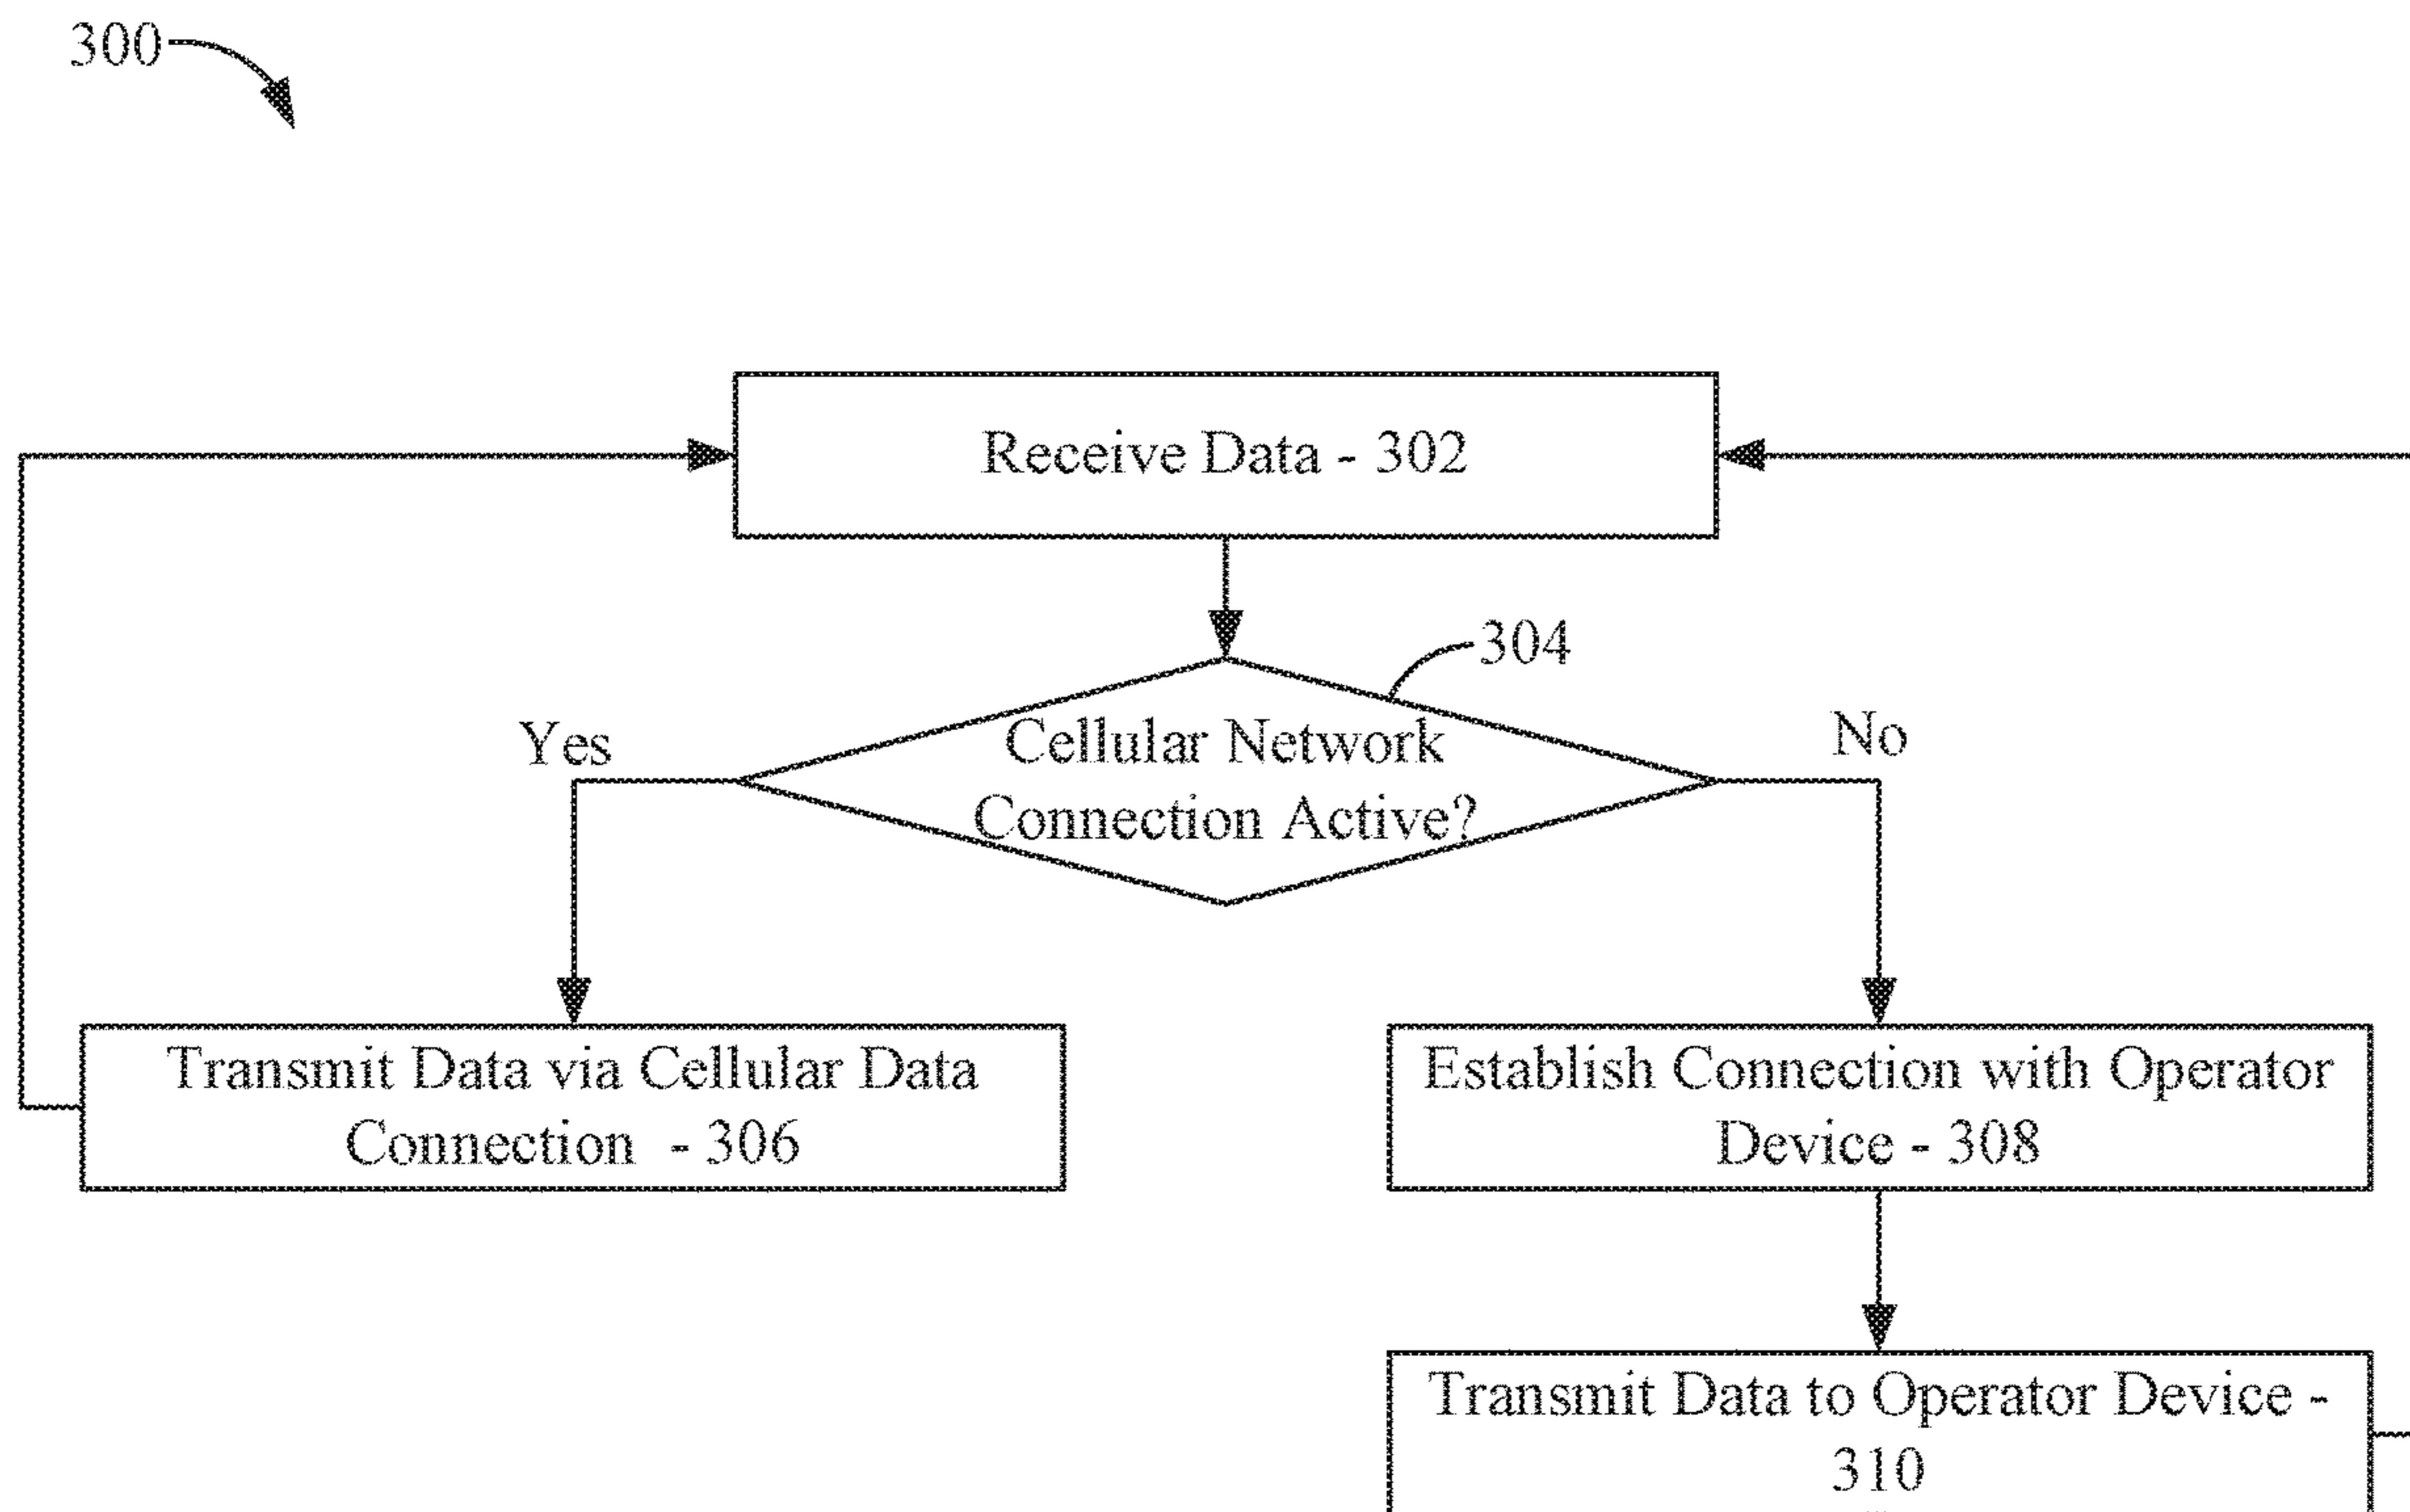 300
Receive Data - 302
304
Cellular Network
Connection Active?
Yes
No
Transmit Data via Cellular Data
Connection - 306
Establish Connection with Operator
Device - 308
Transmit Data to Operator Device -
310